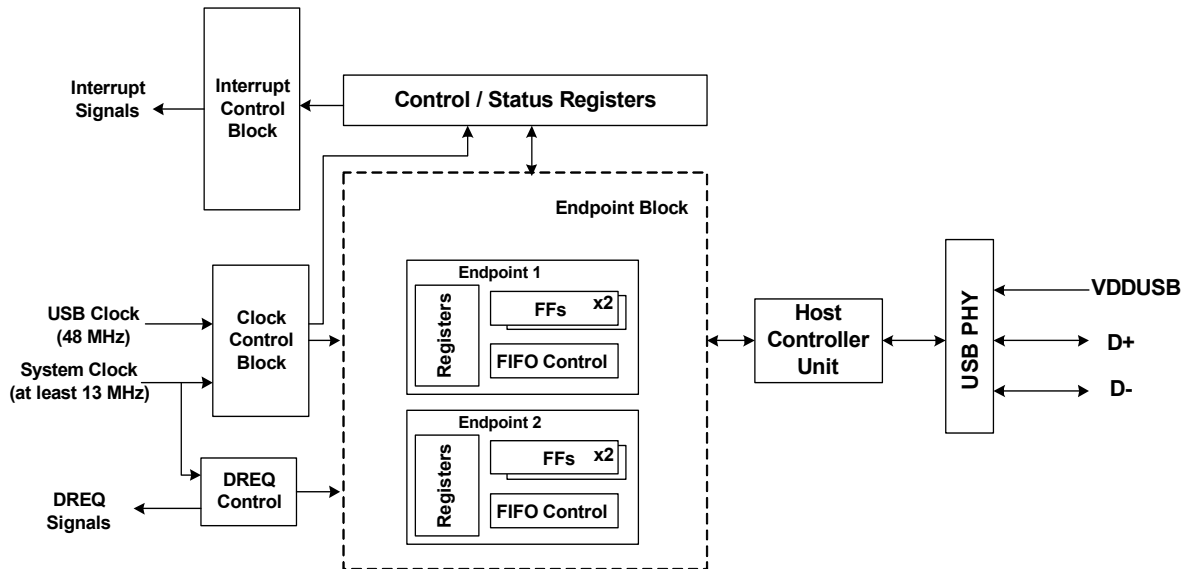 Interrupt
Signals
Interrupt
Control
Block
Control / Status Registers
Endpoint Block
USB Clock
(48 MHz)
System Clock
(at least 13 MHz)
Clock
Control
Block
DREQ
Control
DREQ
Signals
Endpoint 1
Registers
FFs
x2
FIFO Control
Endpoint 2
Registers
FFs
x2
FIFO Control
Host
Controller
Unit
USB PHY
VDDUSB
D+
D-